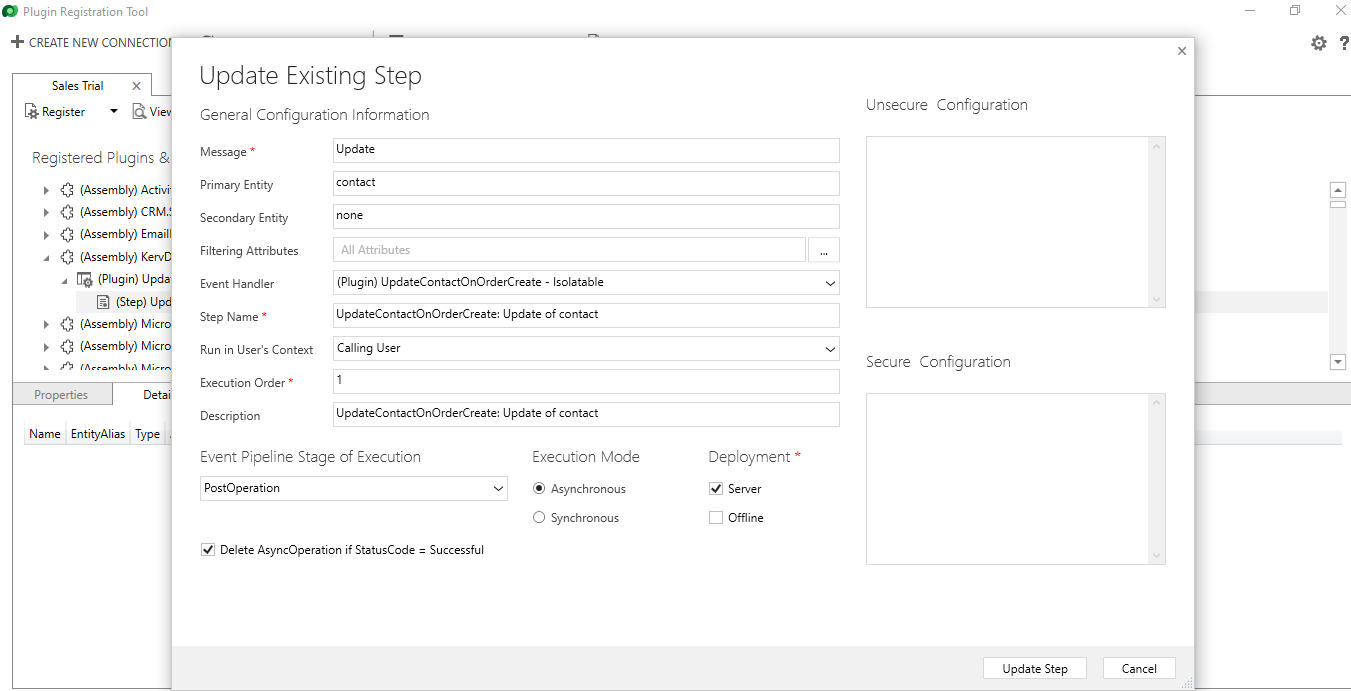 Plugin Registration Tool
CREATE NEW CONNECTION
Sales Trial
Register
View
Registered Plugins &
(Assembly) Activi
(Assembly) CRM.S
(Assembly) Email
(Assembly) KervD
(Plugin) Upda
(Step) Upd
(Assembly) Micro
(Assembly) Micro
(Assembly) Micro
Properties
Detai
Name EntityAlias Type
Update Existing Step
General Configuration Information
Message *
Update
Primary Entity
contact
Secondary Entity
none
Filtering Attributes
All Attributes
...
Event Handler
(Plugin) UpdateContactOnOrderCreate - Isolatable
Step Name *
UpdateContactOnOrderCreate: Update of contact
Run in User's Context
Calling User
Execution Order *
1
Description
UpdateContactOnOrderCreate: Update of contact
Event Pipeline Stage of Execution
PostOperation
Execution Mode
Asynchronous
Synchronous
Deployment *
Server
Offline
Delete AsyncOperation if StatusCode = Successful
Unsecure Configuration
Secure Configuration
Update Step
Cancel